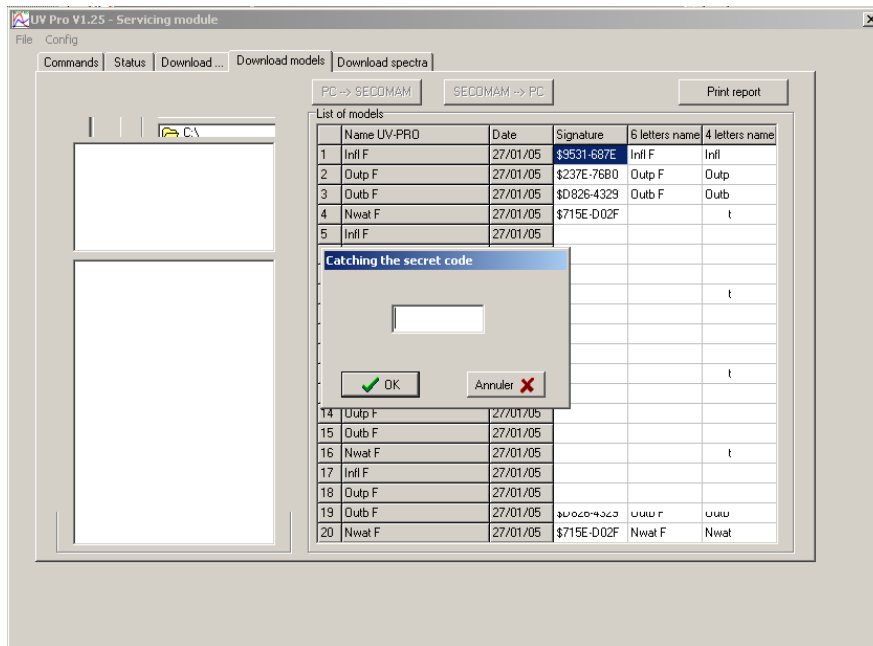 UV Pro V1.25 - Servicing module
File Config
Commands Status Download ... Download models Download spectra
PC --> SECOMAM SECOMAM --> PC Print report
C:\
List of models
Name UV-PRO Date Signature 6 letters name 4 letters name
1 Infl F 27/01/05 $9531-687E Infl F Infl
2 Outp F 27/01/05 $237E-76B0 Outp F Outp
3 Outb F 27/01/05 $D826-4329 Outb F Outb
4 Nwat F 27/01/05 $715E-D02F t
5 Infl F 27/01/05
Catching the secret code
t
t
OK Annuler
14 Outp F 27/01/05
15 Outb F 27/01/05
16 Nwat F 27/01/05 t
17 Infl F 27/01/05
18 Outp F 27/01/05
19 Outb F 27/01/05 $D826-4329 Outb F Outb
20 Nwat F 27/01/05 $715E-D02F Nwat F Nwat